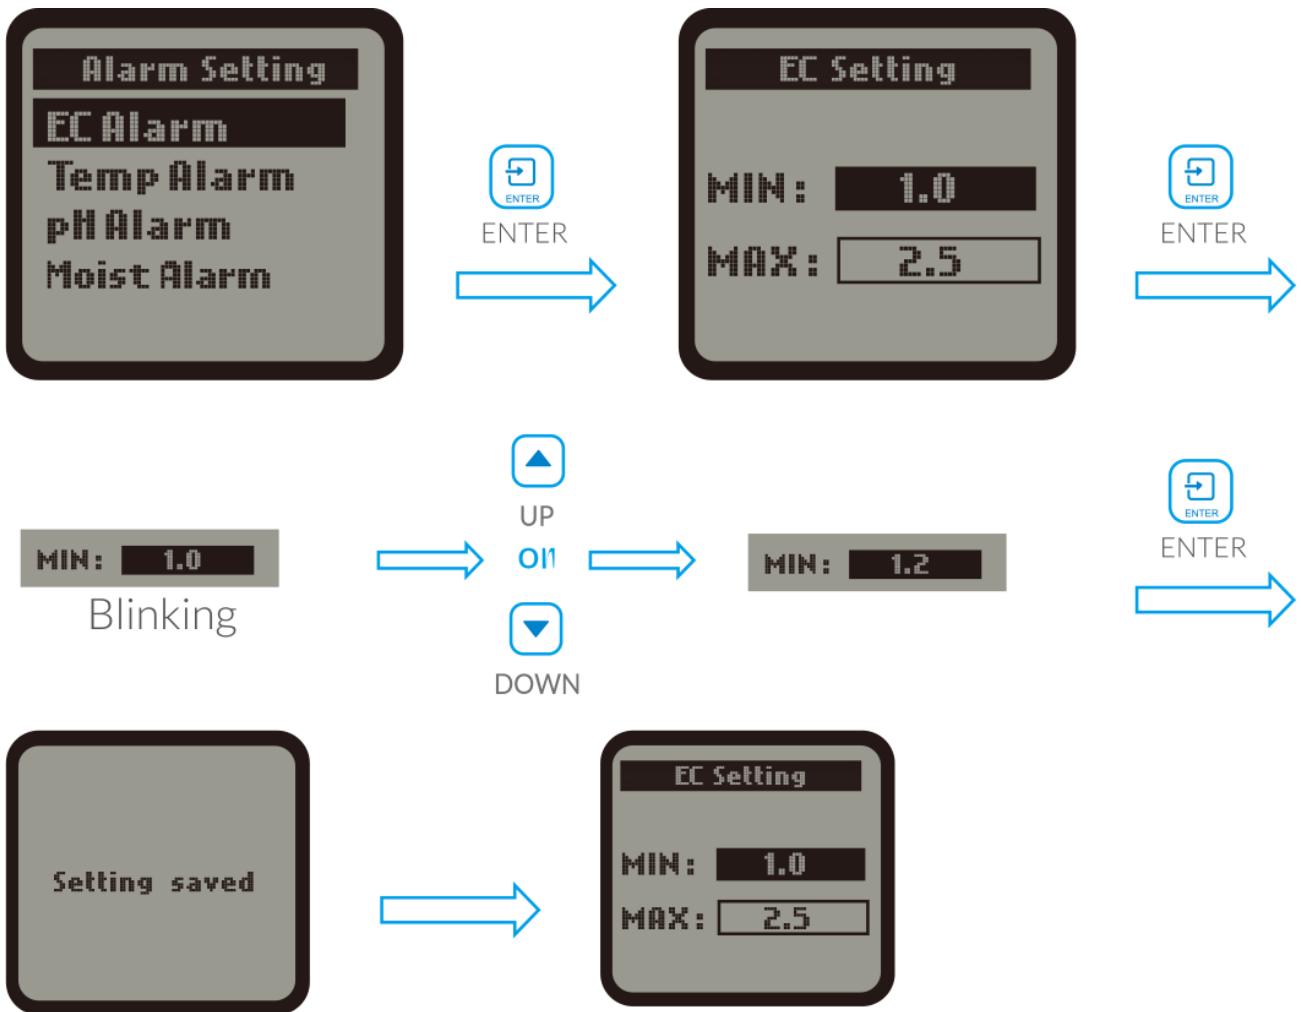 Alarm Setting
EC Alarm
Temp Alarm
pH Alarm
Moist Alarm
ENTER
ENTER
EC Setting
MIN: 1.0
MAX: 2.5
ENTER
ENTER
MIN: 1.0
Blinking
UP
DOWN
MIN: 1.2
ENTER
ENTER
Setting saved
EC Setting
MIN: 1.0
MAX: 2.5